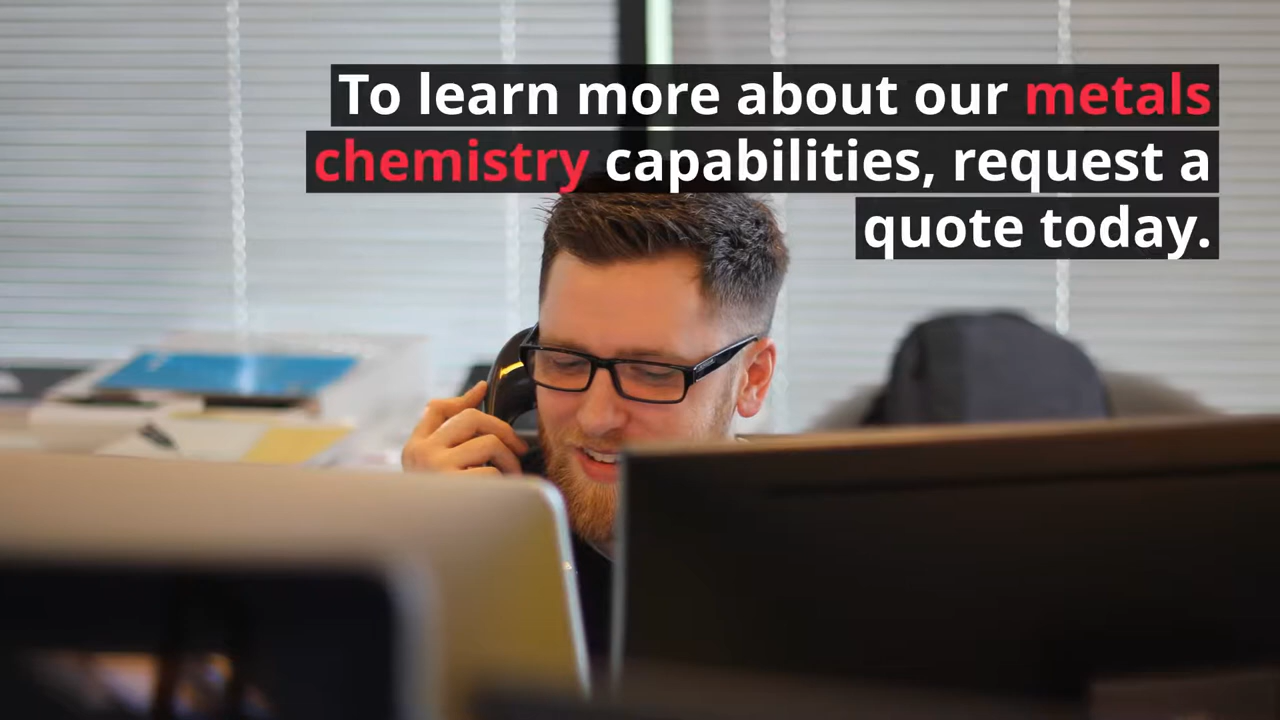 To learn more about our metals
chemistry capabilities, request a
quote today.